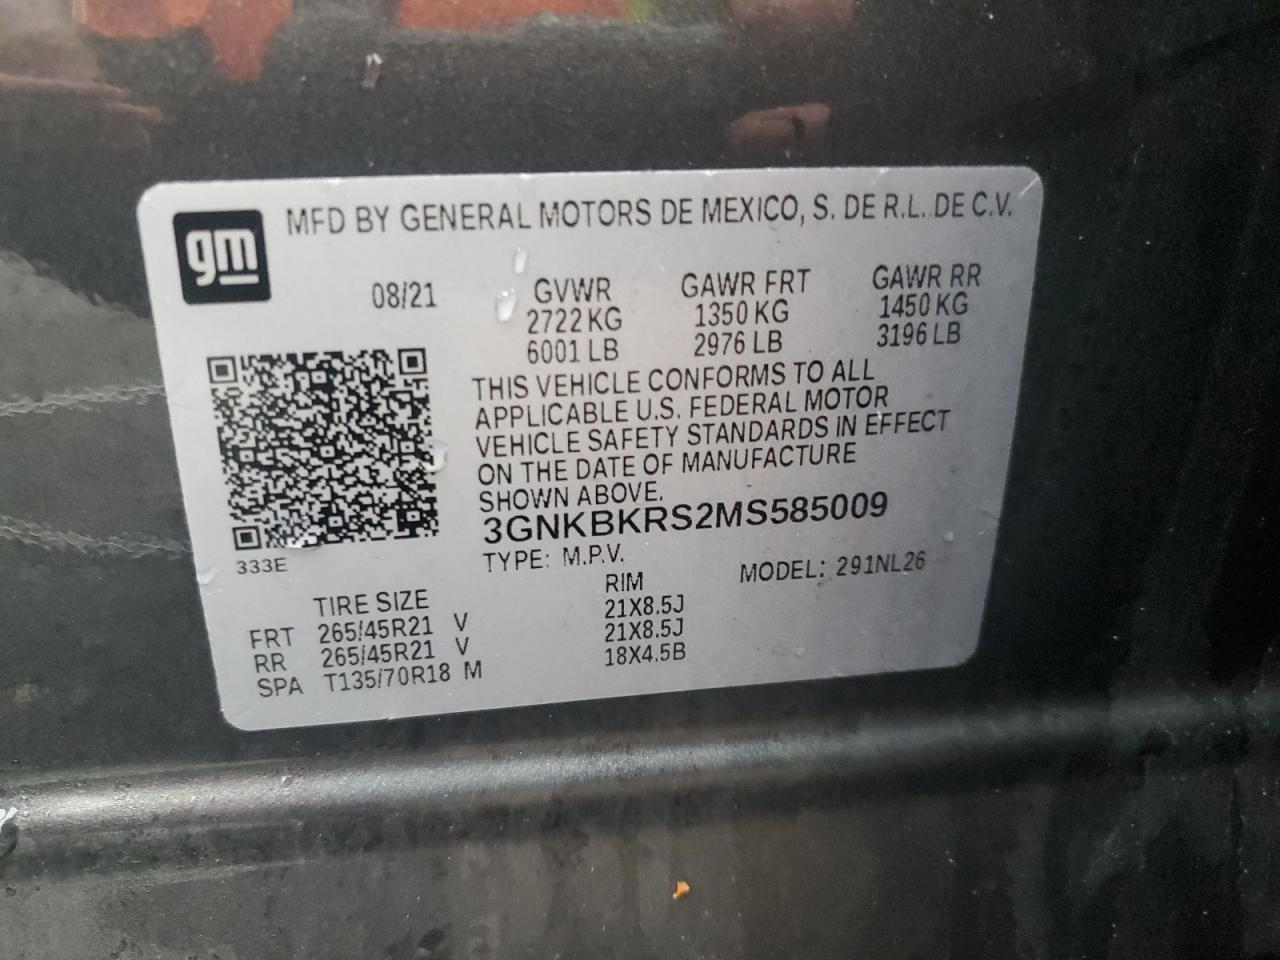 gm
MFD BY GENERAL MOTORS DE MEXICO, S. DE R.L. DE C.V.
08/21
GVWR GAWR FRT GAWR RR
2722 KG 1350 KG 1450 KG
6001 LB 2976 LB 3196 LB
THIS VEHICLE CONFORMS TO ALL
APPLICABLE U.S. FEDERAL MOTOR
VEHICLE SAFETY STANDARDS IN EFFECT
ON THE DATE OF MANUFACTURE
SHOWN ABOVE.
3GNKBKRS2MS585009
333E
TYPE: M.P.V. MODEL: 291NL26
TIRE SIZE RIM
FRT 265/45R21 V 21X8.5J
RR 265/45R21 V 21X8.5J
SPA T135/70R18 M 18X4.5B